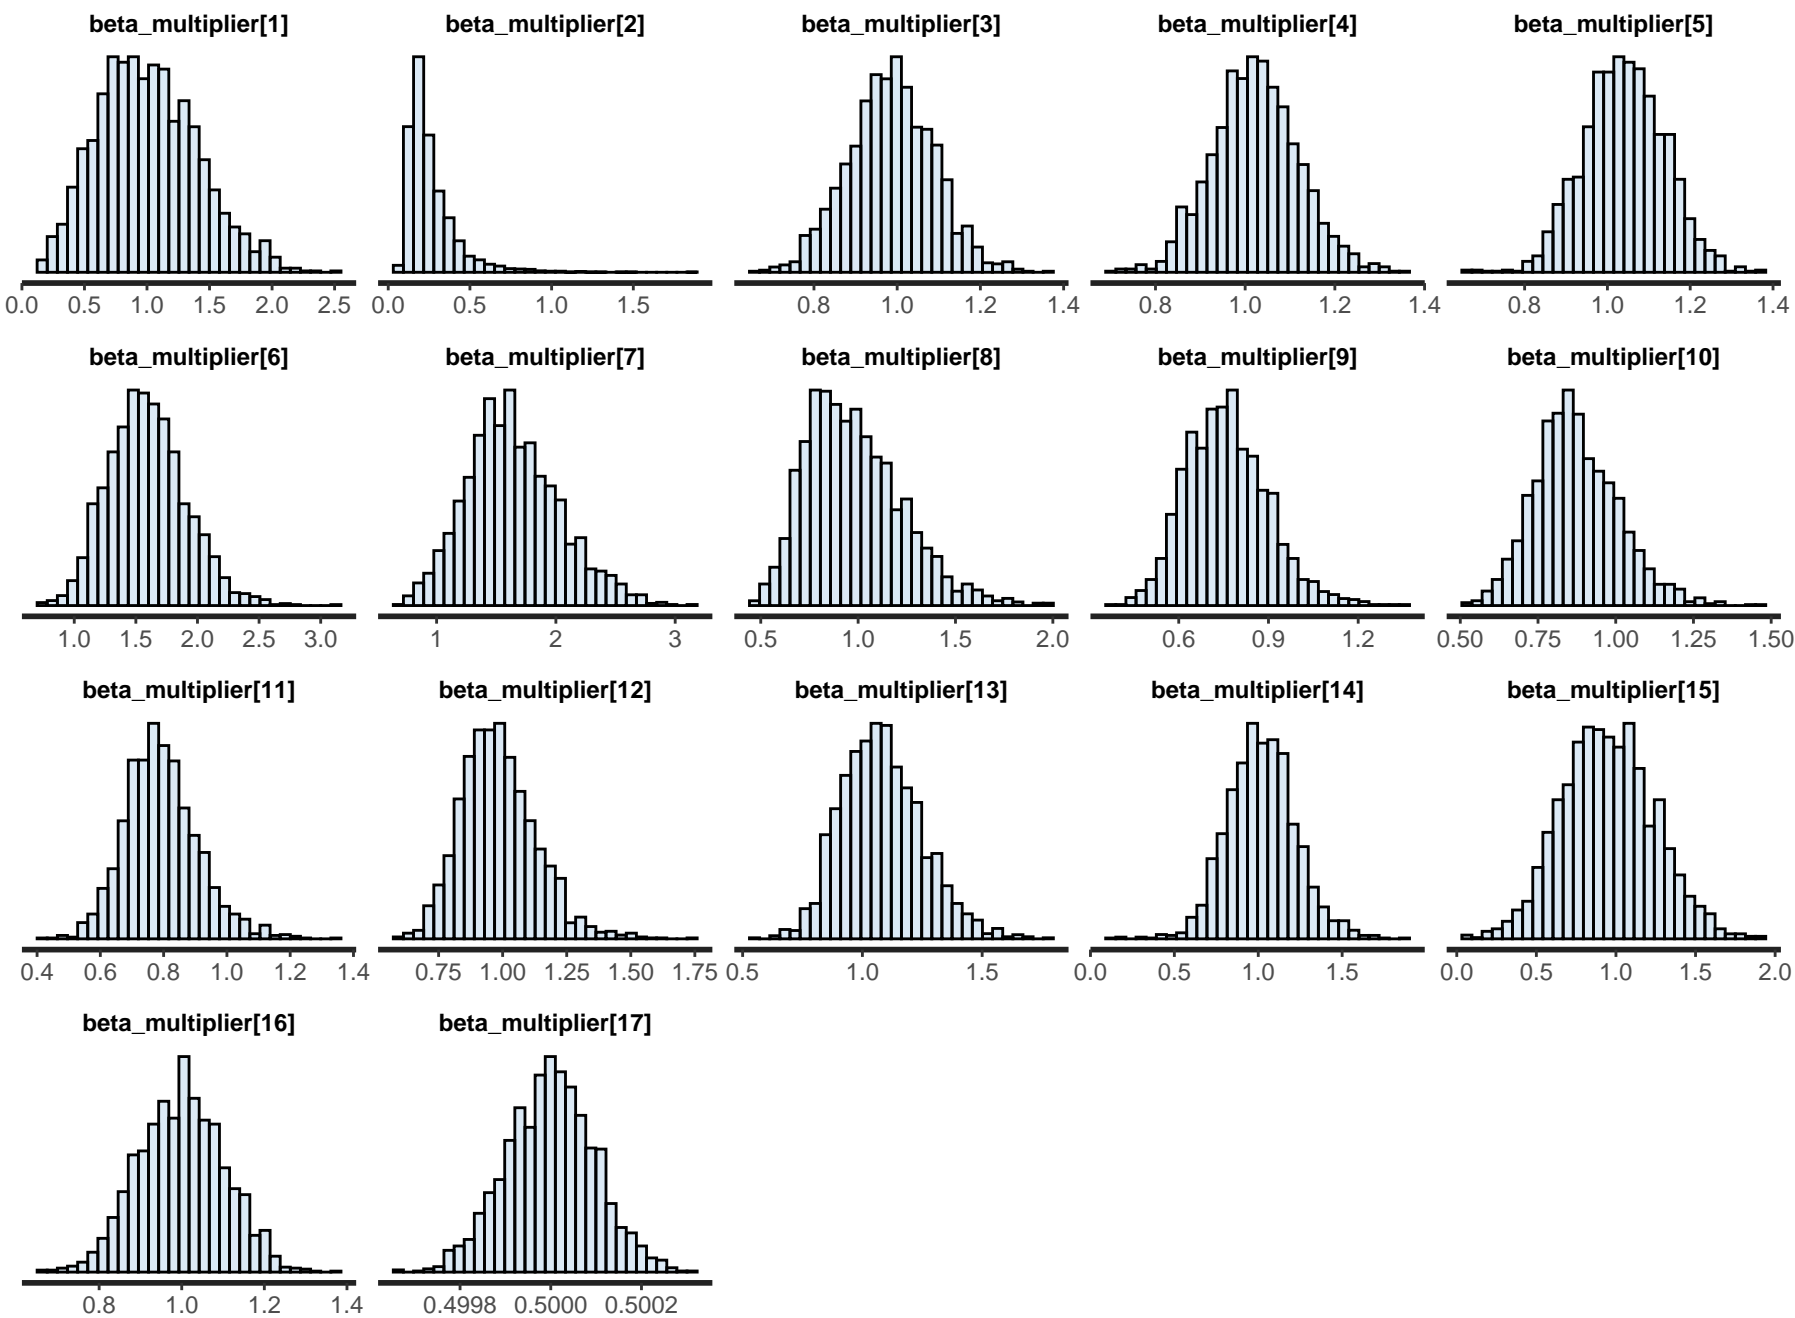 beta_multiplier[1] beta_multiplier[2] beta_multiplier[3] beta_multiplier[4] beta_multiplier[5]
0.0 0.5 1.0 1.5 2.0 2.5 0.0 0.5 1.0 1.5 0.8 1.0 1.2 1.4 0.8 1.0 1.2 1.4 0.8 1.0 1.2 1.4
beta_multiplier[6] beta_multiplier[7] beta_multiplier[8] beta_multiplier[9] beta_multiplier[10]
1.0 1.5 2.0 2.5 3.0 1 2 3 0.5 1.0 1.5 2.0 0.6 0.9 1.2 0.50 0.75 1.00 1.25 1.50
beta_multiplier[11] beta_multiplier[12] beta_multiplier[13] beta_multiplier[14] beta_multiplier[15]
0.4 0.6 0.8 1.0 1.2 1.4 0.75 1.00 1.25 1.50 1.75 0.5 1.0 1.5 0.0 0.5 1.0 1.5 0.0 0.5 1.0 1.5 2.0
beta_multiplier[16] beta_multiplier[17]
0.8 1.0 1.2 1.4 0.4998 0.5000 0.5002